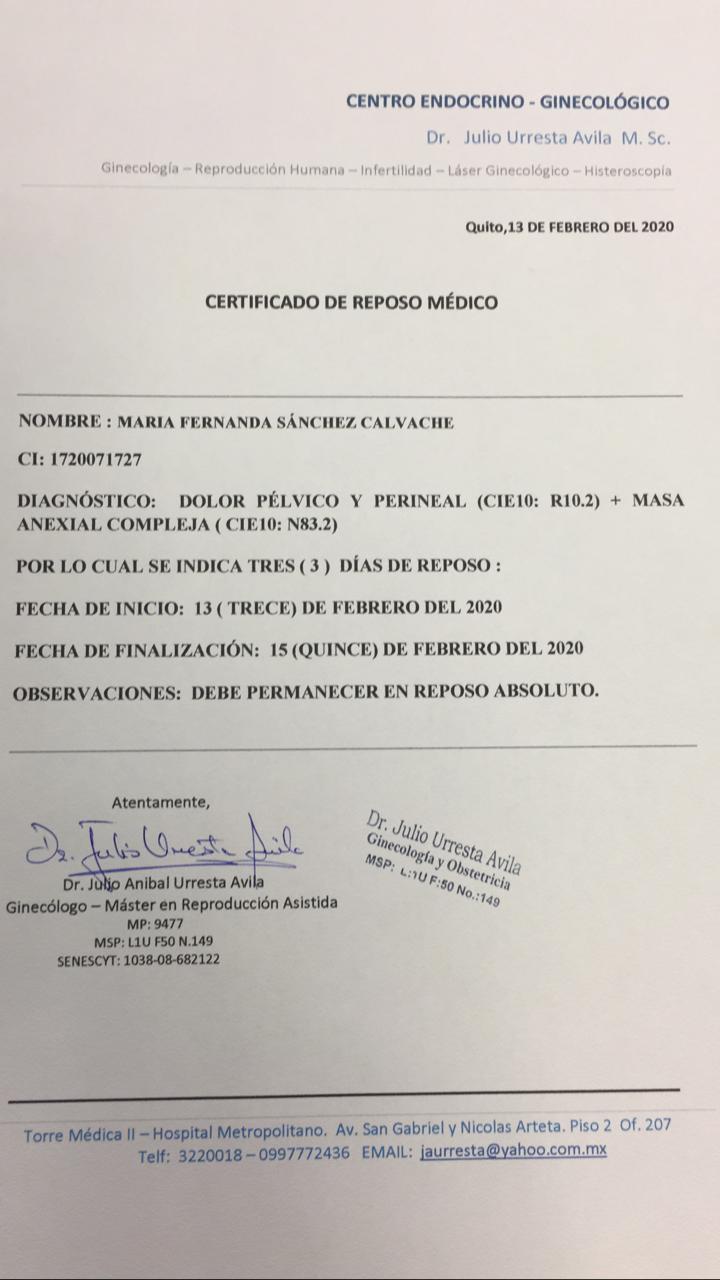 CENTRO ENDOCRINO - GINECOLÓGICO
Dr. Julio Urresta Avila M. Sc.
Ginecología – Reproducción Humana – Infertilidad – Láser Ginecológico – Histeroscopía
Quito,13 DE FEBRERO DEL 2020
CERTIFICADO DE REPOSO MÉDICO
NOMBRE : MARIA FERNANDA SÁNCHEZ CALVACHE
CI: 1720071727
DIAGNÓSTICO: DOLOR PÉLVICO Y PERINEAL (CIE10: R10.2) + MASA
ANEXIAL COMPLEJA ( CIE10: N83.2)
POR LO CUAL SE INDICA TRES ( 3 ) DÍAS DE REPOSO :
FECHA DE INICIO: 13 ( TRECE) DE FEBRERO DEL 2020
FECHA DE FINALIZACIÓN: 15 (QUINCE) DE FEBRERO DEL 2020
OBSERVACIONES: DEBE PERMANECER EN REPOSO ABSOLUTO.
Atentamente,
Dr. Julio Urresta Avila
Dr. Julio Anibal Urresta Avila
Ginecólogo – Máster en Reproducción Asistida
MP: 9477
MSP: L1U F50 N.149
SENESCYT: 1038-08-682122
Dr. Julio Urresta Avila
Ginecología y Obstetricia
MSP: L:1U F:50 No.:149
Torre Médica II – Hospital Metropolitano. Av. San Gabriel y Nicolas Arteta. Piso 2 Of. 207
Telf: 3220018 – 0997772436 EMAIL: jaurresta@yahoo.com.mx